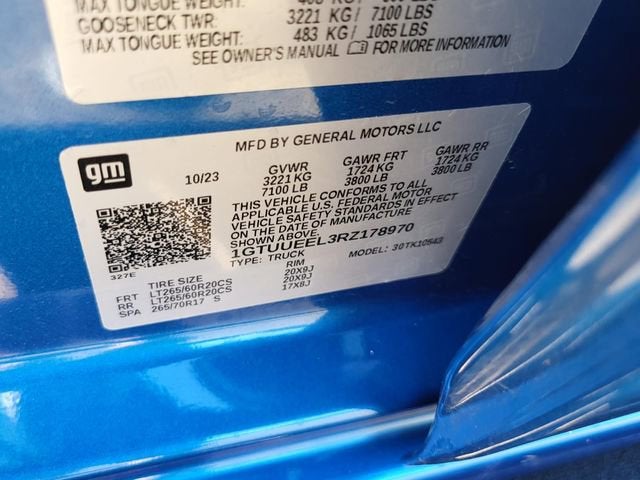 MAX TONGUE WEIGHT:
GOOSENECK TWR: 3221 KG/ 7100 LBS
MAX TONGUE WEIGHT: 483 KG/ 1065 LBS
SEE OWNER'S MANUAL FOR MORE INFORMATION
MFD BY GENERAL MOTORS LLC
gm
10/23 GVWR GAWR FRT GAWR RR
3221 KG 1724 KG 1724 KG
7100 LB 3800 LB 3800 LB
THIS VEHICLE CONFORMS TO ALL
APPLICABLE U.S. FEDERAL MOTOR
VEHICLE SAFETY STANDARDS IN EFFECT
ON THE DATE OF MANUFACTURE
1GTUUEEL3RZ178970
TYPE: TRUCK MODEL: 30TK10543
327E
TIRE SIZE RIM
FRT LT265/60R20CS 20X9J
RR LT265/60R20CS 20X9J
SPA 265/70R17 S 17X8J